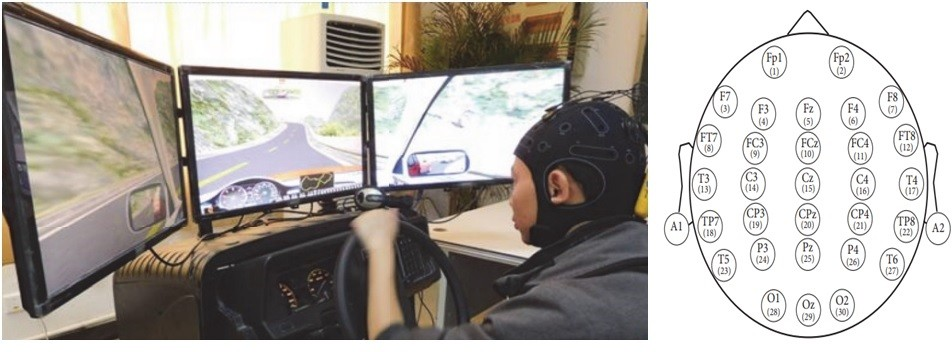 Fp1 Fp2
(1) (2)
F7 F8
(3) (7)
F3 Fz F4
(4) (5) (6)
FT7 FT8
(8) (12)
FC3 FCz FC4
(9) (10) (11)
T3 C3 Cz C4 T4
(13) (14) (15) (16) (17)
A1 TP7 CP3 CPz CP4 TP8 A2
(18) (19) (20) (21) (22)
T5 P3 Pz P4 T6
(23) (24) (25) (26) (27)
O1 Oz O2
(28) (29) (30)